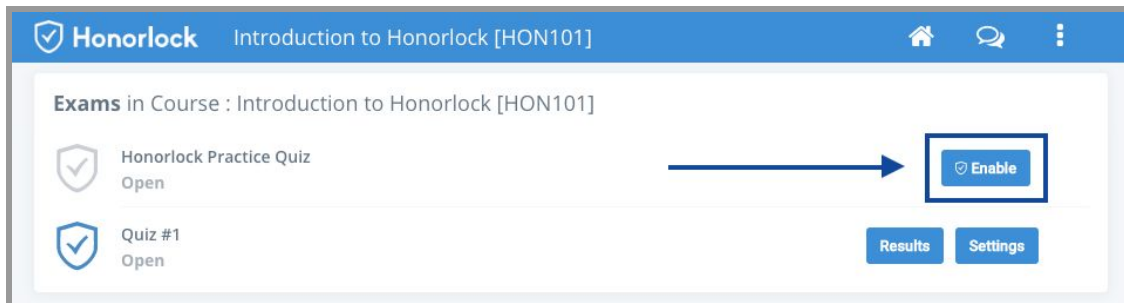 Honorlock Introduction to Honorlock [HON101]
Exams in Course : Introduction to Honorlock [HON101]
Honorlock Practice Quiz
Open
Enable
Quiz #1
Open
Results Settings